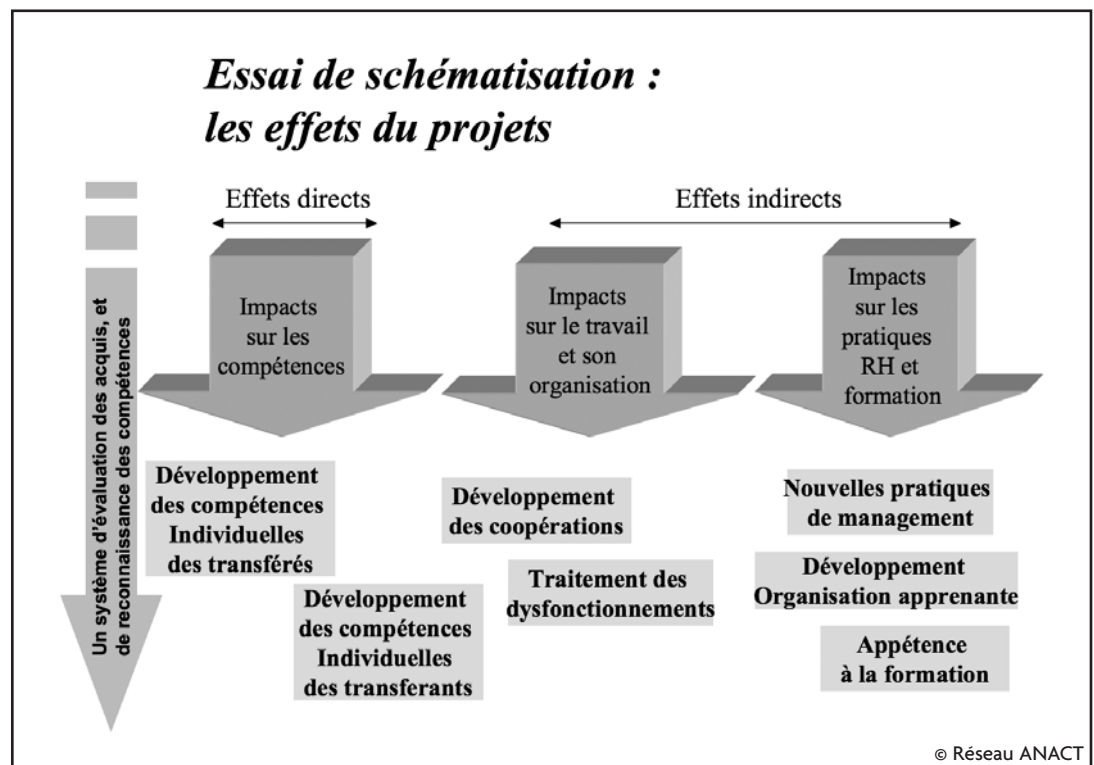 Essai de schématisation :
les effets du projets
Effets directs
Effets indirects
Un système d'évaluation des acquis, et
de reconnaissance des compétences
Impacts
sur les
compétences
Impacts
sur le travail
et son
organisation
Impacts
sur les
pratiques
RH et
formation
Développement
des compétences
Individuelles
des transférés
Développement
des compétences
Individuelles
des transferants
Développement
des coopérations
Traitement des
dysfonctionnements
Nouvelles pratiques
de management
Développement
Organisation apprenante
Appétence
à la formation
© Réseau ANACT